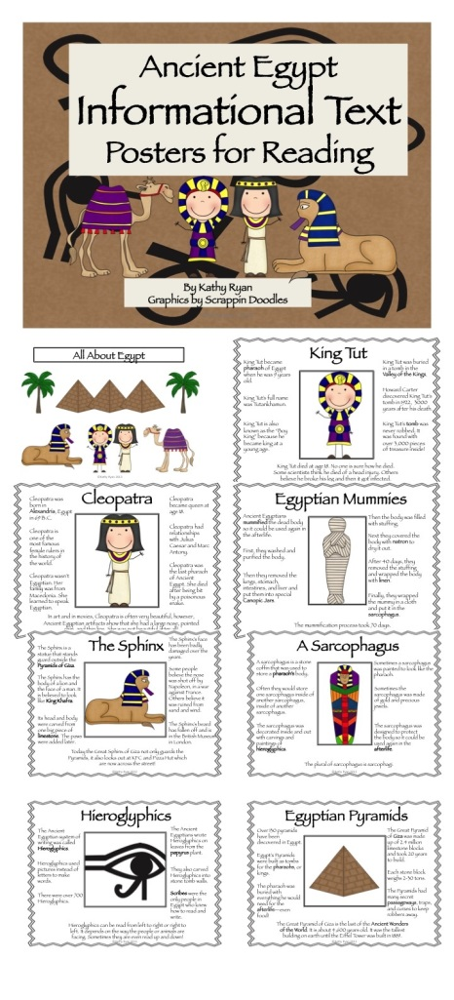 Ancient Egypt
Informational Text
Posters for Reading
By Kathy Ryan
Graphics by Scrappin Doodles
All About Egypt
King Tut
King Tut became
pharaoh of Egypt
when he was 9 years
old.
King Tut's full name
was Tutankhamun.
King Tut is also
known as the "Boy
King" because he
became king at a
young age.
King Tut was buried
in a tomb in the
Valley of the Kings.
Howard Carter
discovered King Tut's
tomb in 1922, 3000
years after his death.
King Tut's tomb was
never robbed. It
was found with
over 3,000 pieces
of treasure inside!
King Tut died at age 18. No one is sure how he died.
Some scientists think he died of a head injury. Others
believe he broke his leg and then it got infected.
Cleopatra
Cleopatra was
born in
Alexandria, Egypt
in 69 B.C.
Cleopatra is
one of the
most famous
female rulers in
the history of
the world.
Cleopatra wasn't
Egyptian. Her
family was from
Macedonia. She
learned to speak
Egyptian.
Cleopatra became queen at
age 18.
Cleopatra had
relationships with
Julius Caesar and
Marc Antony.
Cleopatra was
the last pharaoh
of Ancient
Egypt. She died
after being bit
by a poisonous
snake.
In art and in movies, Cleopatra is often very beautiful, however,
Ancient Egyptian artifacts show that she had a large nose, pointed
Egyptian Mummies
Ancient Egyptians
mummified the dead body
so it could be used again in
the afterlife.
First, they washed and
purified the body.
Then they removed the
lungs, stomach,
intestines, and liver and
put them into special
Canopic Jars.
Then the body was filled
with stuffing.
Next they covered the
body with natron to
dry it out.
After 40 days, they
removed the stuffing
and wrapped the body
with linen.
Finally, they wrapped
the mummy in a cloth
and put it in the
sarcophagus.
The mummification process took 70 days.
The Sphinx
The Sphinx is a
statue that stands
guard outside the
Pyramids of Giza.
The Sphinx has the
body of a lion and
the face of a man. It
is believed to look
like King Khafra.
Its head and body
were carved from
one big piece of
limestone. The paws
were added later.
The Sphinx's face
has been badly
damaged over the
years.
Some people
believe the nose
was shot off by
Napoleon, in a war
against France.
Others believe it
was ruined from
sand and wind.
The Sphinx's beard
has fallen off and is
in the British Museum
in London.
Today the Great Sphinx of Giza not only guards the
Pyramids, it also looks out at KFC and Pizza Hut which
are now across the street!
A Sarcophagus
A sarcophagus is a stone
coffin that was used to
store a pharaoh's body.
Often they would store
one sarcophagus inside of
another sarcophagus,
inside of another
sarcophagus.
The sarcophagus was
decorated inside and out
with carvings and
paintings of
hieroglyphics.
Sometimes a sarcophagus
was painted to look like the
pharaoh.
Sometimes the
sarcophagus was made
of gold and precious
jewels.
The sarcophagus was
designed to protect
the body so it could be
used again in the
afterlife.
The plural of sarcophagus is sarcophagi.
Hieroglyphics
The Ancient
Egyptian system of
writing was called
Hieroglyphics.
Hieroglyphics used
pictures instead of
letters to make
words.
There were over 700
Hieroglyphics.
The Ancient
Egyptians wrote
Hieroglyphics on
leaves from the
papyrus plant.
They also carved
Hieroglyphics into
stone tomb walls.
Scribes were the
only people in
Egypt who knew
how to read and
write.
Hieroglyphics can be read from left to right or right to
left. It depends on the way the people or animals are
facing. Sometimes they are even read up and down!
Egyptian Pyramids
Over 130 pyramids
have been
discovered in Egypt.
Egypt's Pyramids
were built as tombs
for the pharaohs, or
kings.
The pharaoh was
buried with
everything he would
need for the
afterlife—even
food!
The Great Pyramid
of Giza was made
up of 2.4 million
limestone blocks
and took 20 years to
build.
Each stone block
weighs 2-30 tons.
The Pyramids had
many secret
passageways, traps,
and comes to keep
robbers away.
The Great Pyramid of Giza is the last of the Ancient Wonders
of the World. It is about 4,500 years old. It was the tallest
building on earth until the Eiffel Tower was built in 1889.